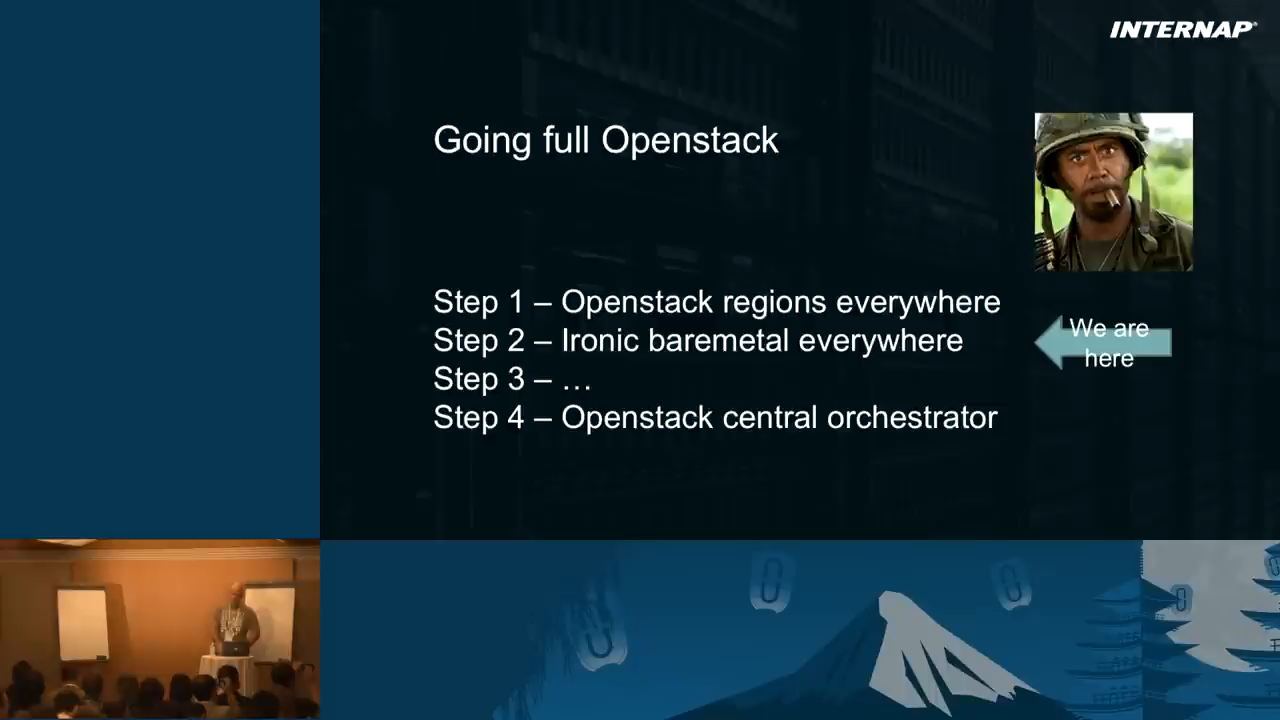 INTERNAP
Going full Openstack
Step 1 – Openstack regions everywhere
Step 2 – Ironic baremetal everywhere
We are
here
Step 3 – …
Step 4 – Openstack central orchestrator